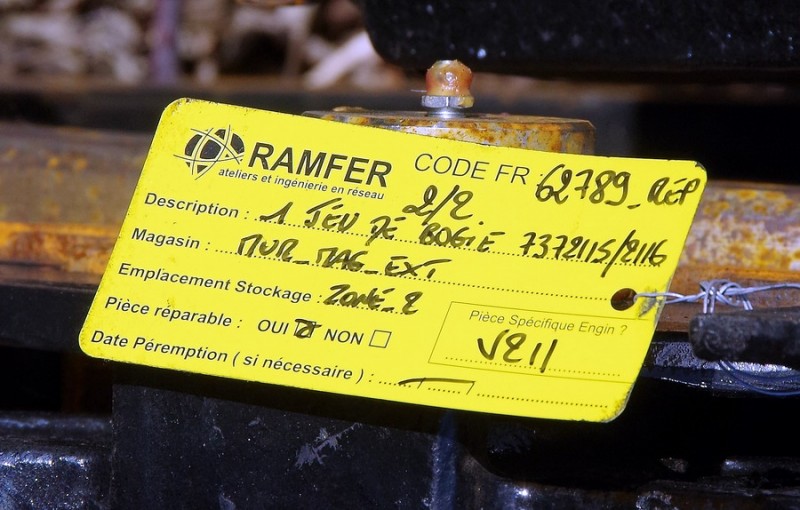 RAMFER
ateliers et ingénierie en réseau
CODE FR : 62789_RÉP
2/2
Description : 1 JEU DE BOGIE 7372115/2116
Magasin : MUR_MAG_EXT
Emplacement Stockage : ZONE_2
Pièce réparable : OUI NON
Pièce Spécifique Engin ?
V211
Date Péremption ( si nécessaire ) :